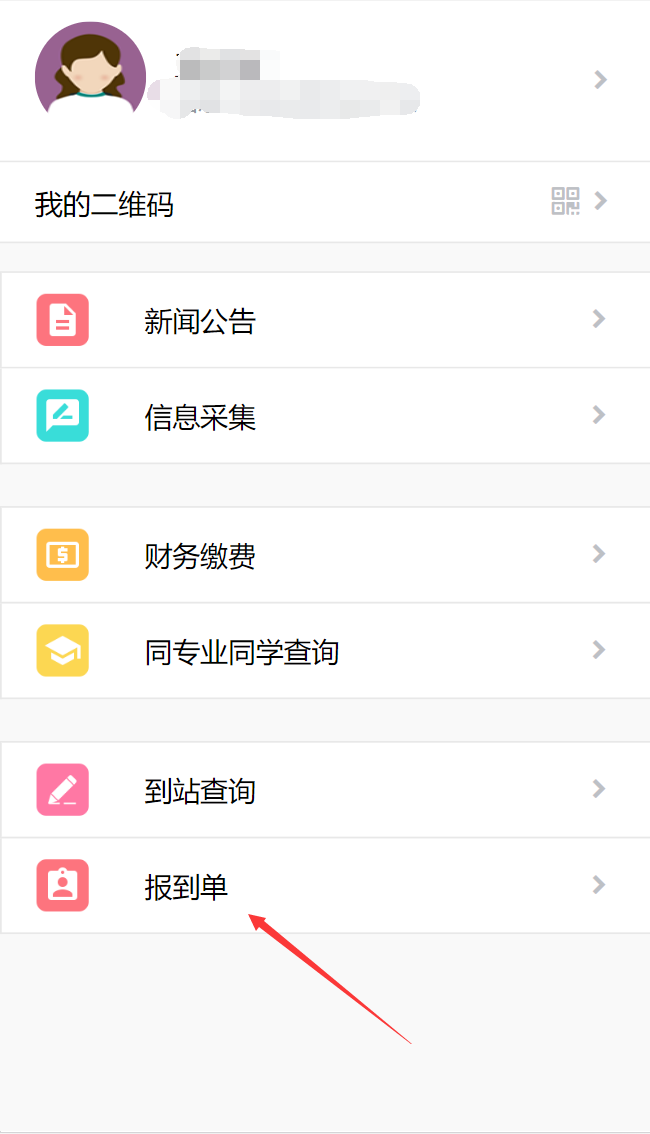 我的二维码
新闻公告
信息采集
财务缴费
同专业同学查询
到站查询
报到单